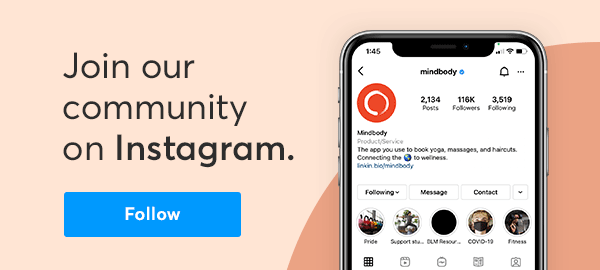 Join our
community
on Instagram.
Follow
1:45
mindbody
2,134 116K 3,519
Posts Followers Following
Mindbody
Product/Service
The app you use to book yoga, massages, and haircuts.
Connecting the 🌎 to wellness.
linkin.bio/mindbody
Following Message Contact
Pride Support stu... DLM Resour... COVID-19 Fitness